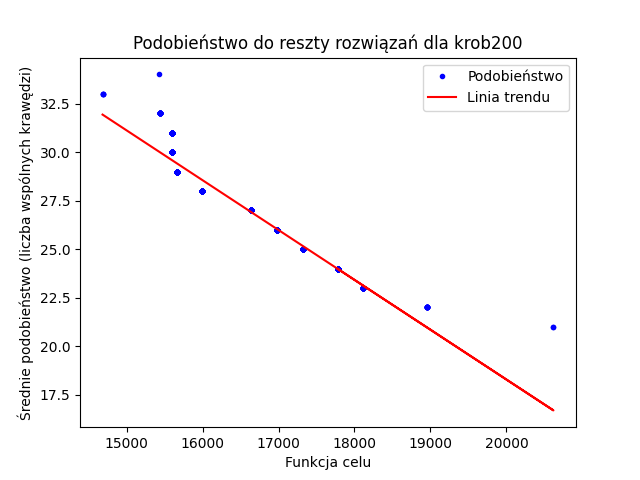 Podobieństwo do reszty rozwiązań dla krob200
Podobieństwo
Linia trendu
Średnie podobieństwo (liczba wspólnych krawędzi)
32.5
30.0
27.5
25.0
22.5
20.0
17.5
15000 16000 17000 18000 19000 20000
Funkcja celu